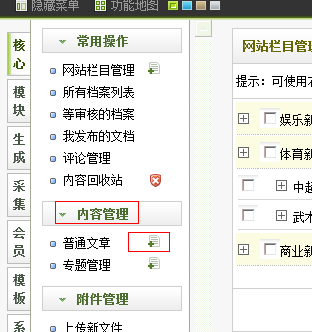 隐藏菜单 功能地图
核心
模块
生成
采集
会员
模板
系
常用操作
网站栏目管理
所有档案列表
等审核的档案
我发布的文档
评论管理
内容回收站
内容管理
普通文章
专题管理
附件管理
上传新文件
网站栏目管理
提示：可使用
娱乐新
体育新
中超
武术
商业新